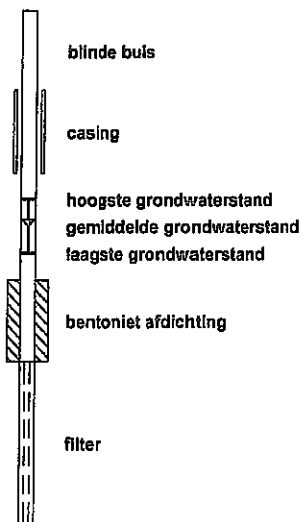 blinde buis
casing
hoogste grondwaterstand
gemiddelde grondwaterstand
laagste grondwaterstand
bentoniet afdichting
filter